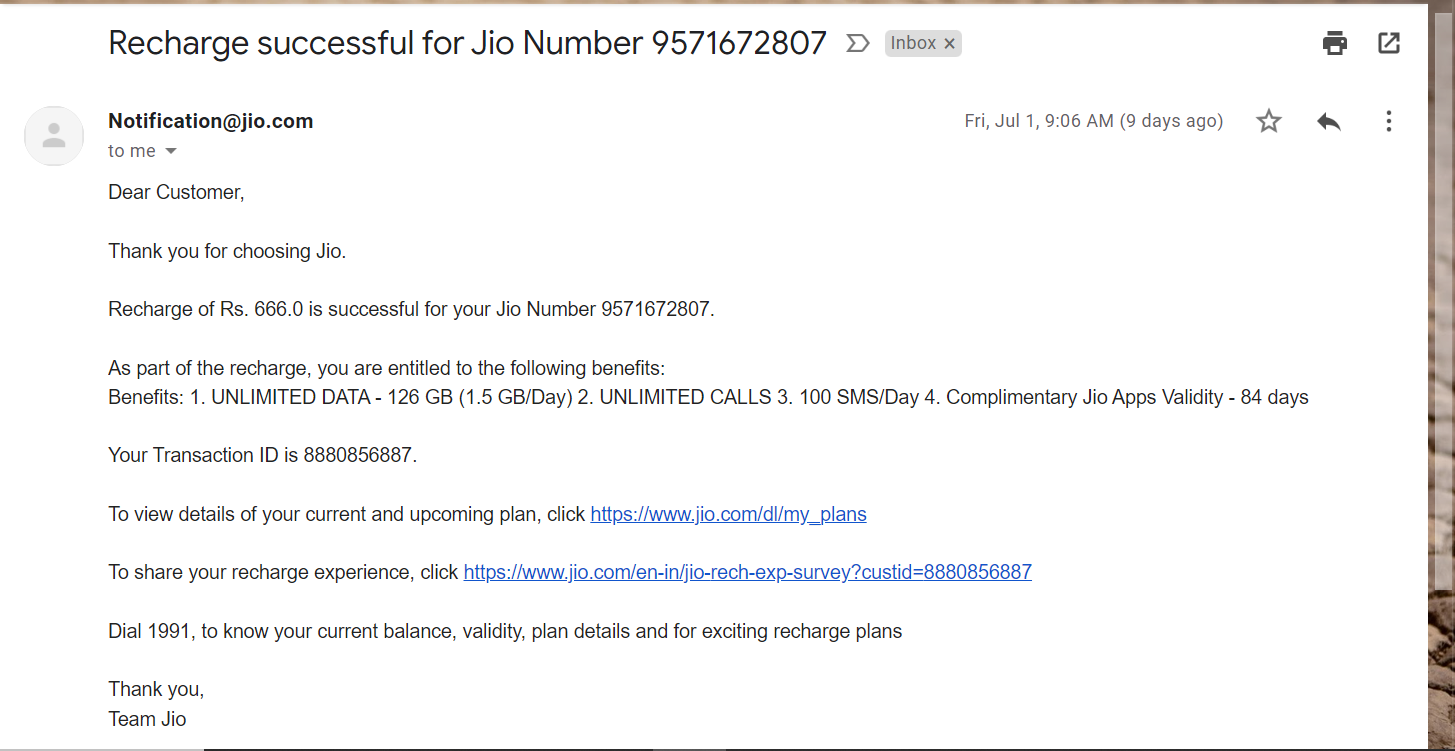 Recharge successful for Jio Number 9571672807 Inbox ×
Notification@jio.com Fri, Jul 1, 9:06 AM (9 days ago)
to me
Dear Customer,
Thank you for choosing Jio.
Recharge of Rs. 666.0 is successful for your Jio Number 9571672807.
As part of the recharge, you are entitled to the following benefits:
Benefits: 1. UNLIMITED DATA - 126 GB (1.5 GB/Day) 2. UNLIMITED CALLS 3. 100 SMS/Day 4. Complimentary Jio Apps Validity - 84 days
Your Transaction ID is 8880856887.
To view details of your current and upcoming plan, click https://www.jio.com/dl/my_plans
To share your recharge experience, click https://www.jio.com/en-in/jio-rech-exp-survey?custid=8880856887
Dial 1991, to know your current balance, validity, plan details and for exciting recharge plans
Thank you,
Team Jio